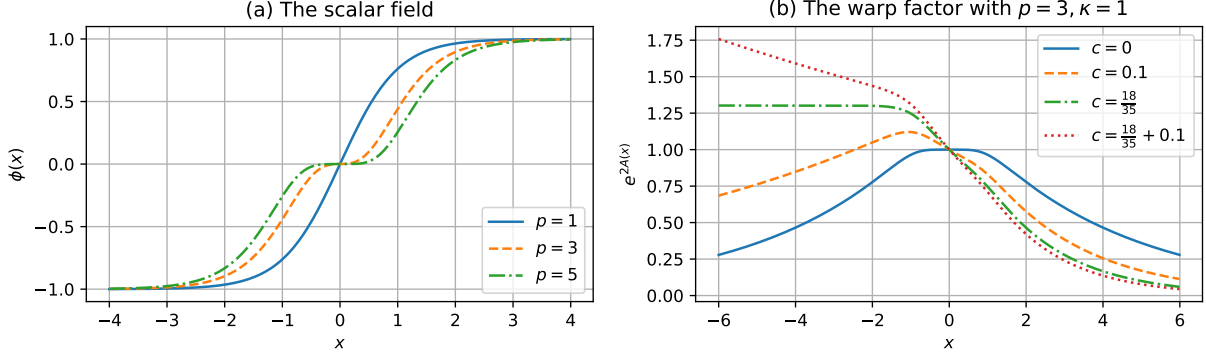 (a) The scalar field
1.0
0.5
0.0
−0.5
−1.0
ϕ(x)
−4 −3 −2 −1 0 1 2 3 4
x
p = 1
p = 3
p = 5
(b) The warp factor with p = 3, κ = 1
1.75
1.50
1.25
1.00
0.75
0.50
0.25
0.00
e^{2A(x)}
−6 −4 −2 0 2 4 6
x
c = 0
c = 0.1
c = 18/35
c = 18/35 + 0.1